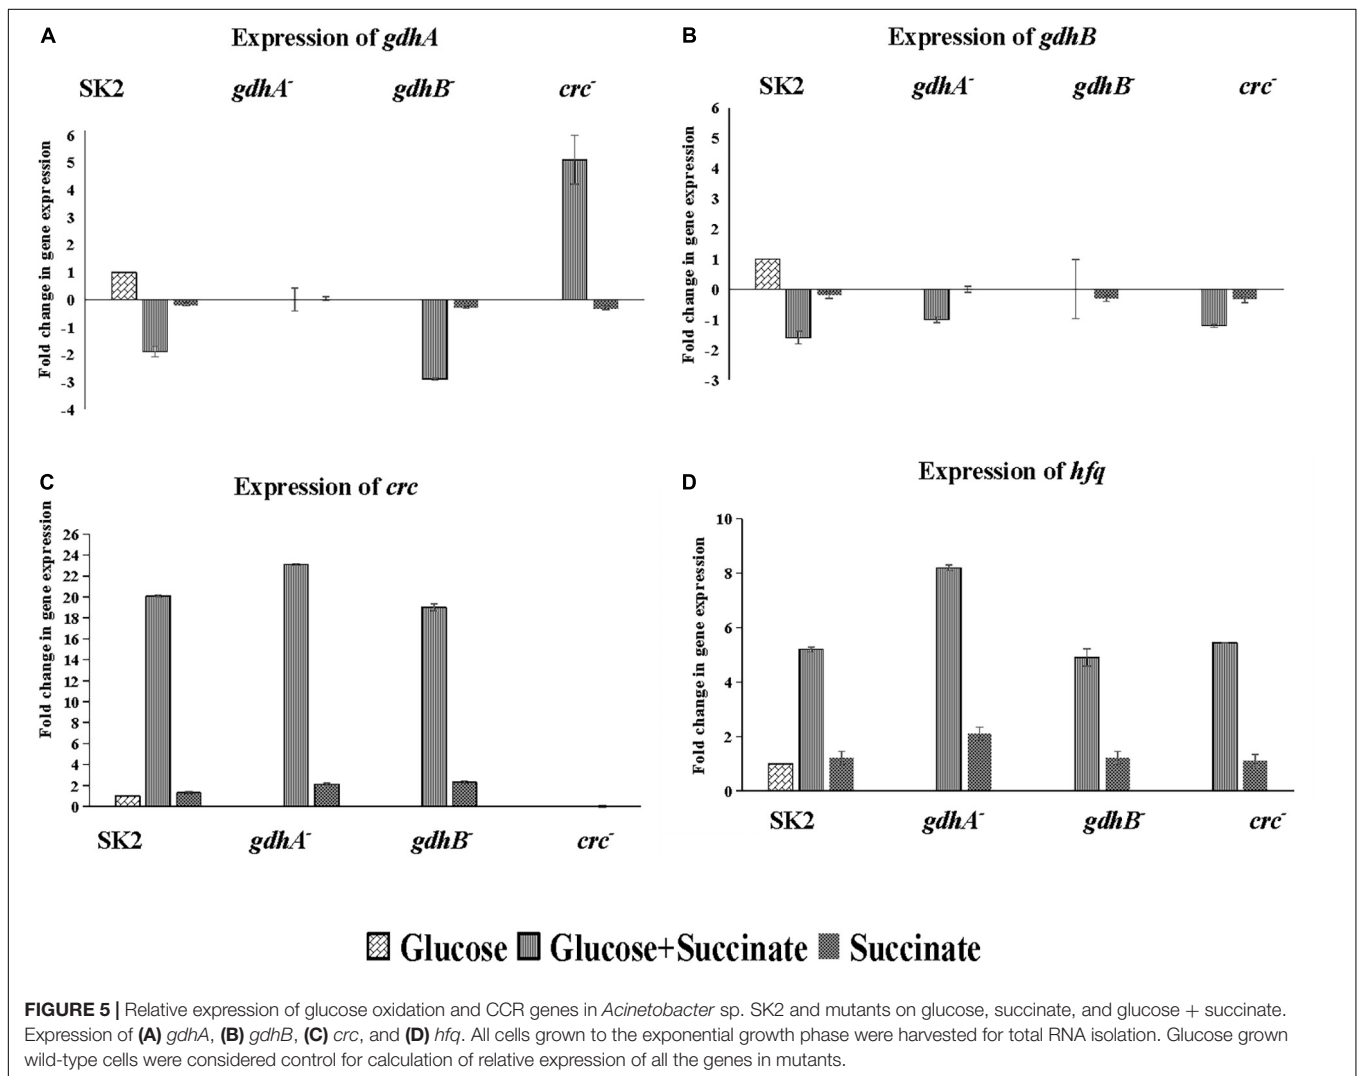 A
Expression of gdhA
SK2 gdhA- gdhB- crc-
Fold change in gene expression
6
5
4
3
2
1
0
-1
-2
-3
-4
B
Expression of gdhB
SK2 gdhA- gdhB- crc-
Fold change in gene expression
6
5
4
3
2
1
0
-1
-2
-3
C
Expression of crc
Fold change in gene expression
26
24
22
20
18
16
14
12
10
8
6
4
2
0
SK2 gdhA- gdhB- crc-
D
Expression of hfq
Fold change in gene expression
10
8
6
4
2
0
SK2 gdhA- gdhB- crc-
Glucose Glucose+Succinate Succinate
FIGURE 5 | Relative expression of glucose oxidation and CCR genes in Acinetobacter sp. SK2 and mutants on glucose, succinate, and glucose + succinate.
Expression of (A) gdhA, (B) gdhB, (C) crc, and (D) hfq. All cells grown to the exponential growth phase were harvested for total RNA isolation. Glucose grown
wild-type cells were considered control for calculation of relative expression of all the genes in mutants.